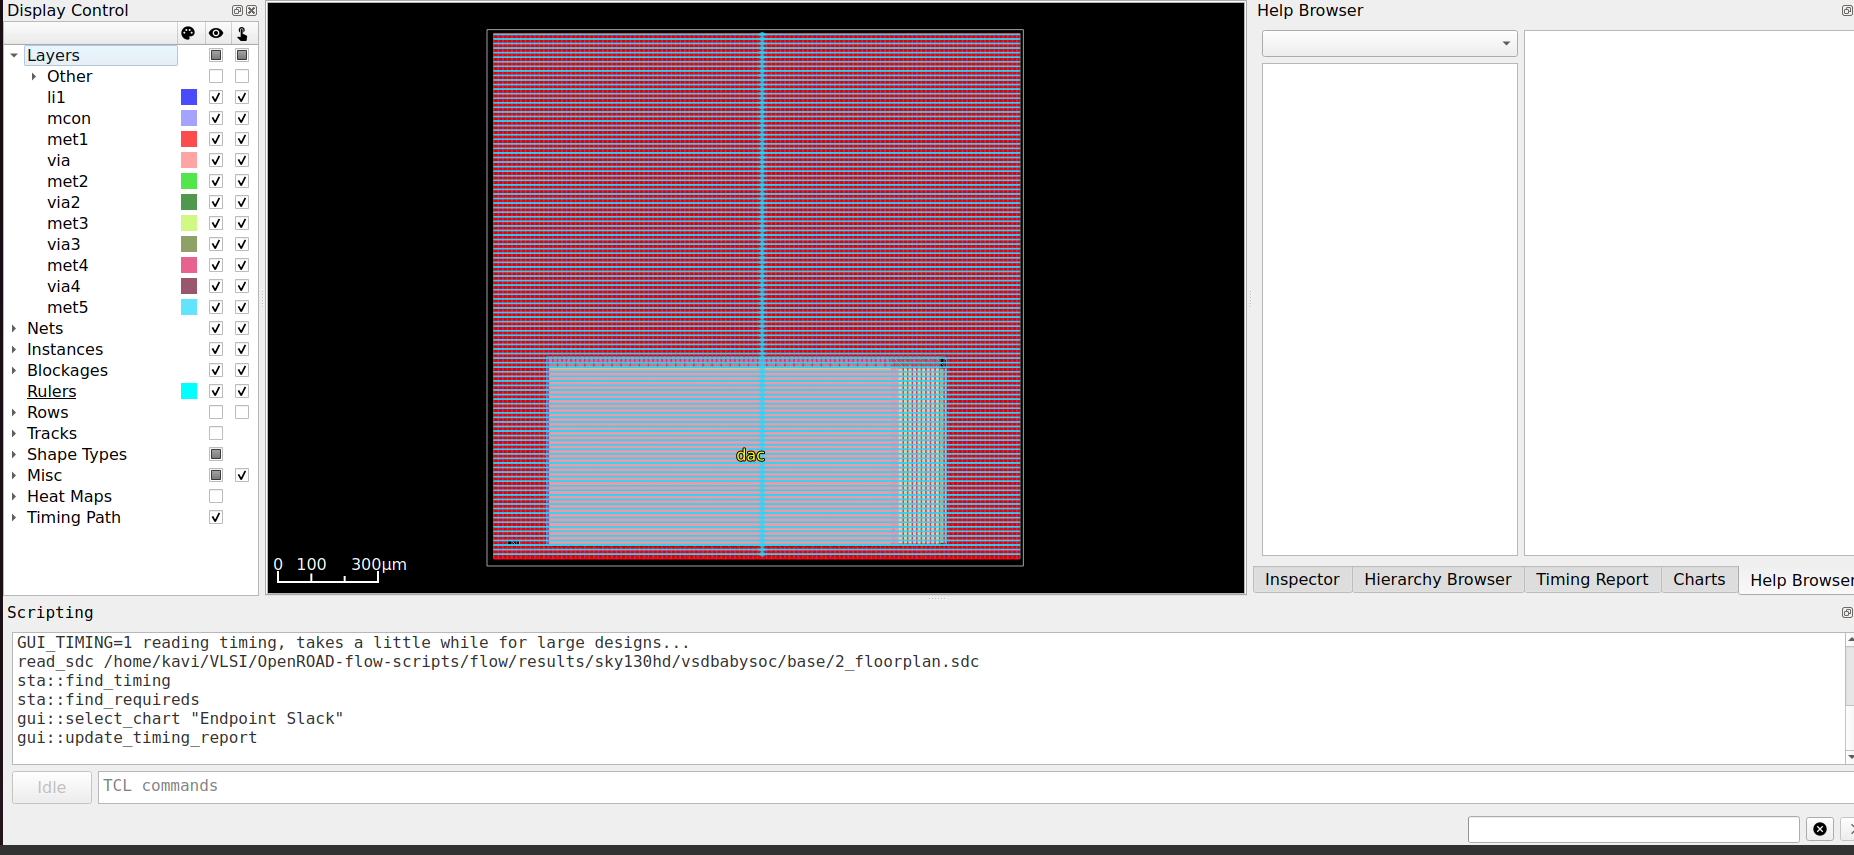 Display Control
Layers
Other
li1
mcon
met1
via
met2
via2
met3
via3
met4
via4
met5
Nets
Instances
Blockages
Rulers
Rows
Tracks
Shape Types
Misc
Heat Maps
Timing Path
dac
0 100 300μm
Help Browser
Inspector Hierarchy Browser Timing Report Charts Help Browser
Scripting
GUI_TIMING=1 reading timing, takes a little while for large designs...
read_sdc /home/kavi/VLSI/OpenROAD-flow-scripts/flow/results/sky130hd/vsdbabysoc/base/2_floorplan.sdc
sta::find_timing
sta::find_requireds
gui::select_chart "Endpoint Slack"
gui::update_timing_report
Idle TCL commands